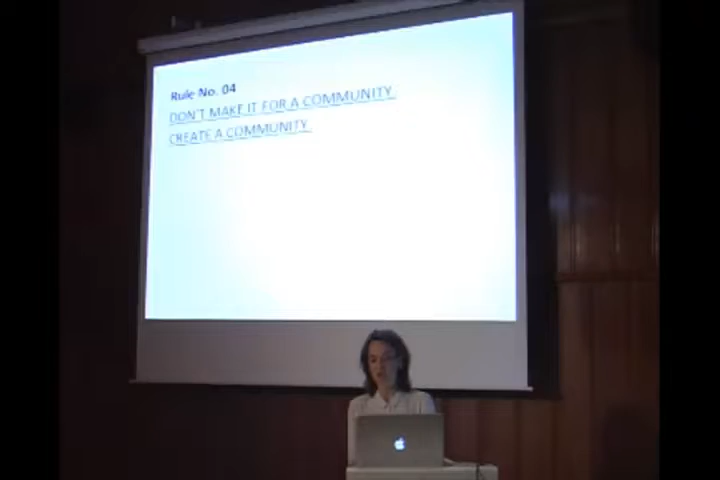 Rule No. 04
DON'T MAKE IT FOR A COMMUNITY.
CREATE A COMMUNITY.